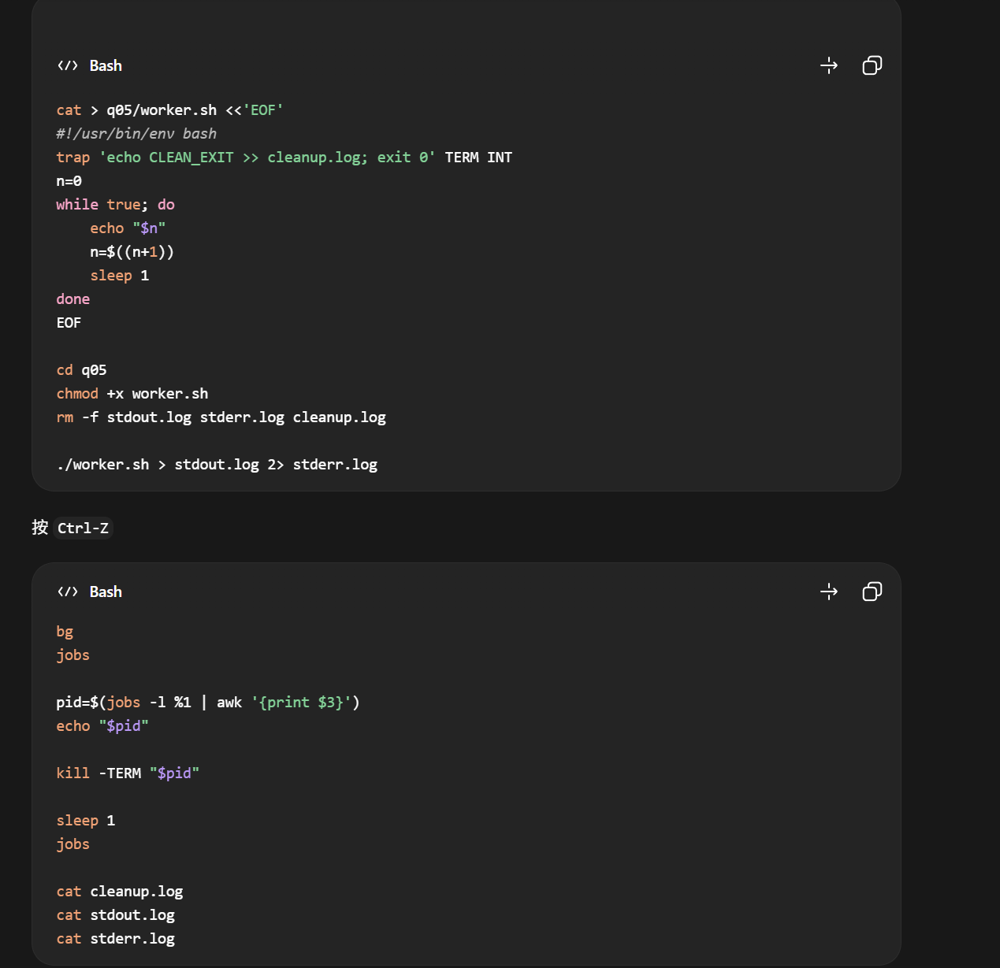 </> Bash
cat > q05/worker.sh <<'EOF'
#!/usr/bin/env bash
trap 'echo CLEAN_EXIT >> cleanup.log; exit 0' TERM INT
n=0
while true; do
    echo "$n"
    n=$((n+1))
    sleep 1
done
EOF
cd q05
chmod +x worker.sh
rm -f stdout.log stderr.log cleanup.log
./worker.sh > stdout.log 2> stderr.log
按 Ctrl-Z
</> Bash
bg
jobs
pid=$(jobs -l %1 | awk '{print $3}')
echo "$pid"
kill -TERM "$pid"
sleep 1
jobs
cat cleanup.log
cat stdout.log
cat stderr.log